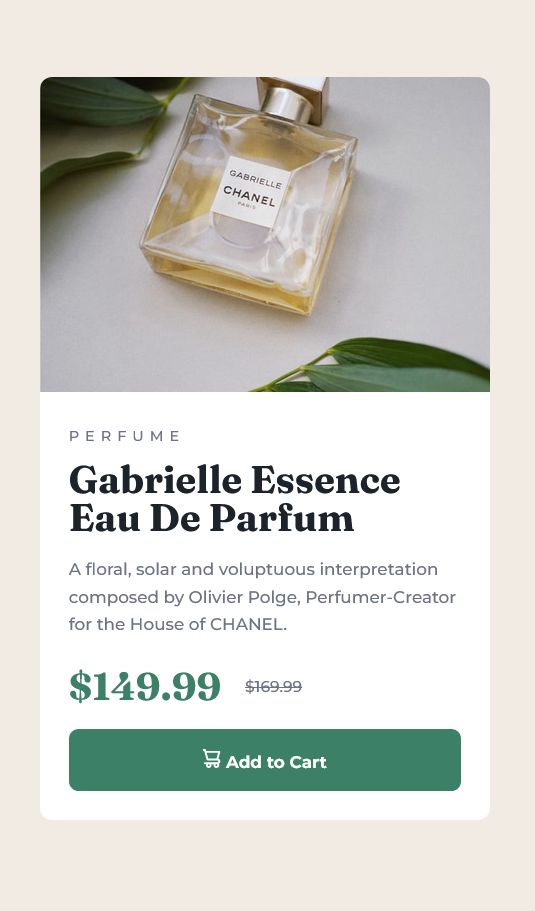 GABRIELLE
CHANEL
PARIS
PERFUME
Gabrielle Essence
Eau De Parfum
A floral, solar and voluptuous interpretation
composed by Olivier Polge, Perfumer-Creator
for the House of CHANEL.
$149.99 $169.99
Add to Cart